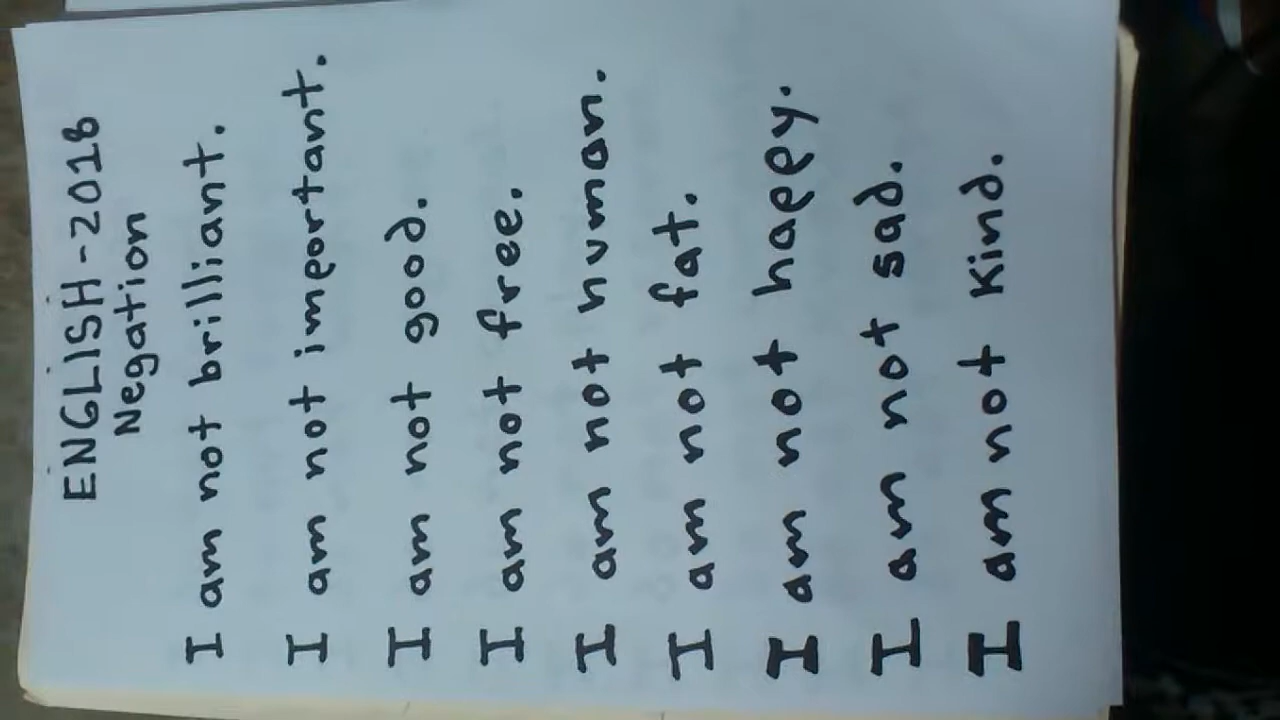 ENGLISH-2018
Negation
I am not brilliant.
I am not important.
I am not good.
I am not free.
I am not human.
I am not fat.
I am not happy.
I am not sad.
I am not Kind.